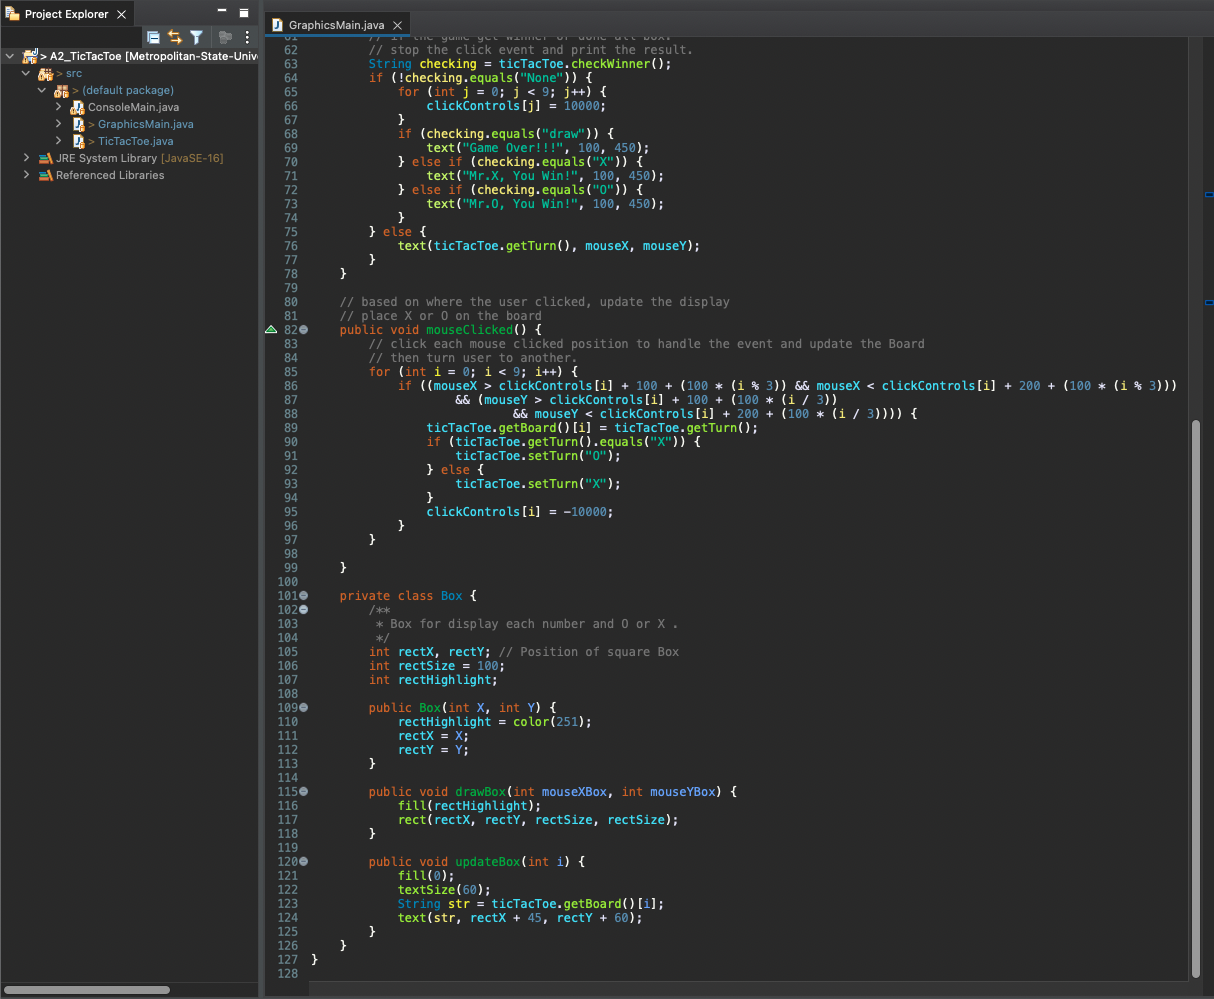 Project Explorer
> A2_TicTacToe [Metropolitan-State-Unive
> src
> (default package)
ConsoleMain.java
> GraphicsMain.java
> TicTacToe.java
JRE System Library [JavaSE-16]
Referenced Libraries
GraphicsMain.java
61 // if the game get winner or done all box.
62 // stop the click event and print the result.
63 String checking = ticTacToe.checkWinner();
64 if (!checking.equals("None")) {
65 for (int j = 0; j < 9; j++) {
66 clickControls[j] = 10000;
67 }
68 if (checking.equals("draw")) {
69 text("Game Over!!!", 100, 450);
70 } else if (checking.equals("X")) {
71 text("Mr.X, You Win!", 100, 450);
72 } else if (checking.equals("O")) {
73 text("Mr.O, You Win!", 100, 450);
74 }
75 } else {
76 text(ticTacToe.getTurn(), mouseX, mouseY);
77 }
78 }
79
80 // based on where the user clicked, update the display
81 // place X or O on the board
82 public void mouseClicked() {
83 // click each mouse clicked position to handle the event and update the Board
84 // then turn user to another.
85 for (int i = 0; i < 9; i++) {
86 if ((mouseX > clickControls[i] + 100 + (100 * (i % 3)) && mouseX < clickControls[i] + 200 + (100 * (i % 3)))
87 && (mouseY > clickControls[i] + 100 + (100 * (i / 3))
88 && mouseY < clickControls[i] + 200 + (100 * (i / 3)))) {
89 ticTacToe.getBoard()[i] = ticTacToe.getTurn();
90 if (ticTacToe.getTurn().equals("X")) {
91 ticTacToe.setTurn("O");
92 } else {
93 ticTacToe.setTurn("X");
94 }
95 clickControls[i] = -10000;
96 }
97 }
98
99 }
100
101 private class Box {
102 /**
103 * Box for display each number and O or X .
104 */
105 int rectX, rectY; // Position of square Box
106 int rectSize = 100;
107 int rectHighlight;
108
109 public Box(int X, int Y) {
110 rectHighlight = color(251);
111 rectX = X;
112 rectY = Y;
113 }
114
115 public void drawBox(int mouseXBox, int mouseYBox) {
116 fill(rectHighlight);
117 rect(rectX, rectY, rectSize, rectSize);
118 }
119
120 public void updateBox(int i) {
121 fill(0);
122 textSize(60);
123 String str = ticTacToe.getBoard()[i];
124 text(str, rectX + 45, rectY + 60);
125 }
126 }
127 }
128